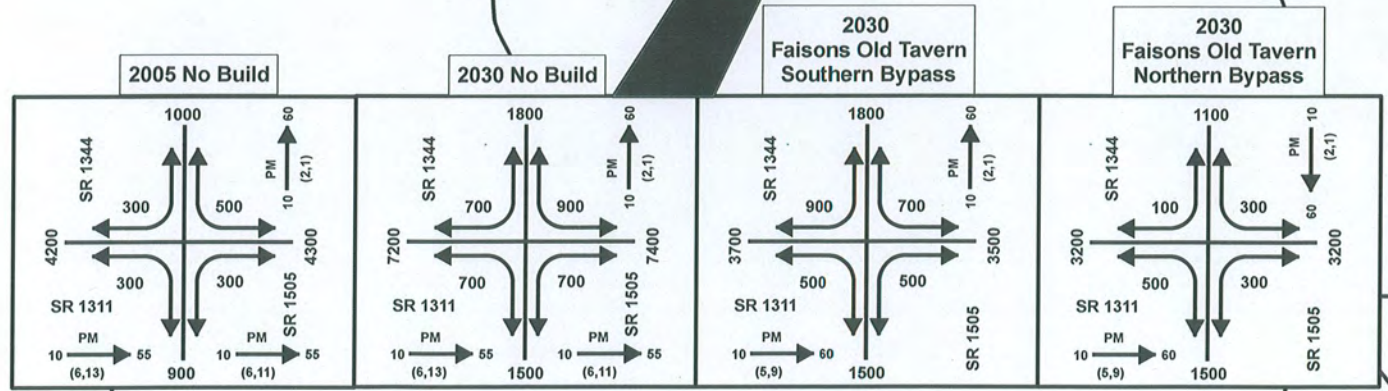 2005 No Build
1000
SR 1344
60
PM
(2,1)
10
300
500
4200
4300
300
300
SR 1311
SR 1505
PM
10
55
(6,13)
PM
10
55
(6,11)
900
2030 No Build
1800
SR 1344
60
PM
(2,1)
10
700
900
7200
7400
700
700
SR 1311
SR 1505
PM
10
55
(6,13)
PM
10
55
(6,11)
1500
2030
Faisons Old Tavern
Southern Bypass
1800
SR 1344
60
PM
(2,1)
10
900
700
3700
3500
500
500
SR 1311
SR 1505
PM
10
60
(5,9)
1500
2030
Faisons Old Tavern
Northern Bypass
1100
SR 1344
10
PM
(2,1)
60
100
300
3200
3200
500
300
SR 1311
SR 1505
PM
10
60
(5,9)
1500